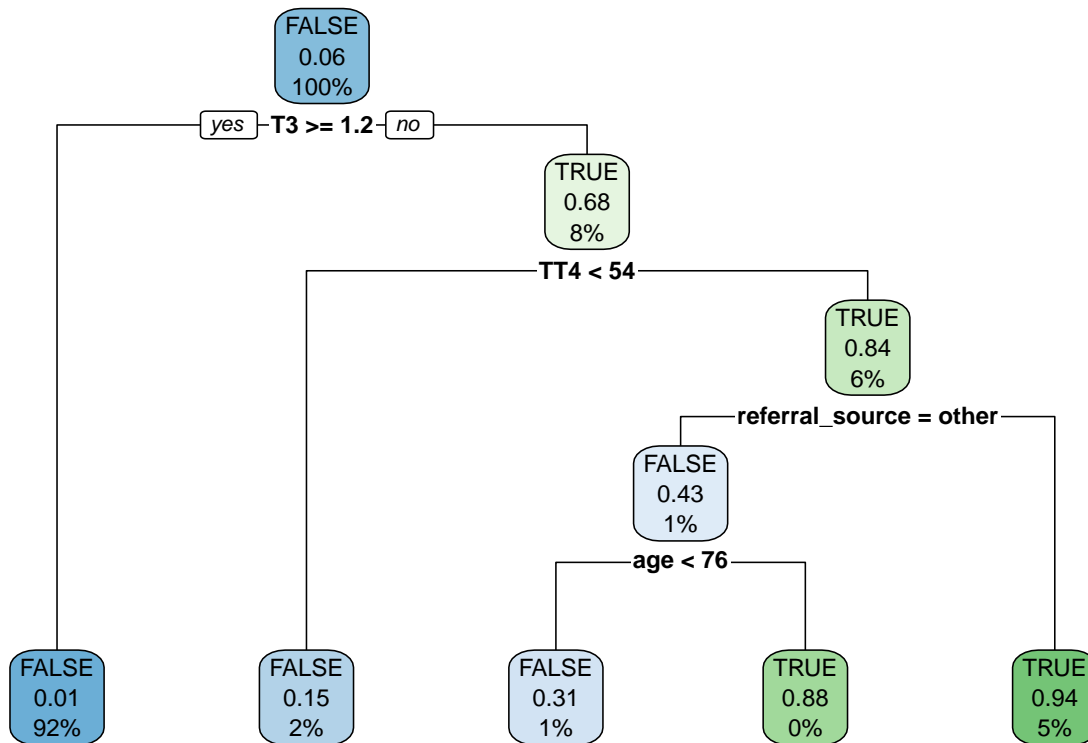 FALSE
0.06
100%
yes T3 >= 1.2 no
TRUE
0.68
8%
TT4 < 54
TRUE
0.84
6%
referral_source = other
FALSE
0.43
1%
age < 76
FALSE
0.01
92%
FALSE
0.15
2%
FALSE
0.31
1%
TRUE
0.88
0%
TRUE
0.94
5%